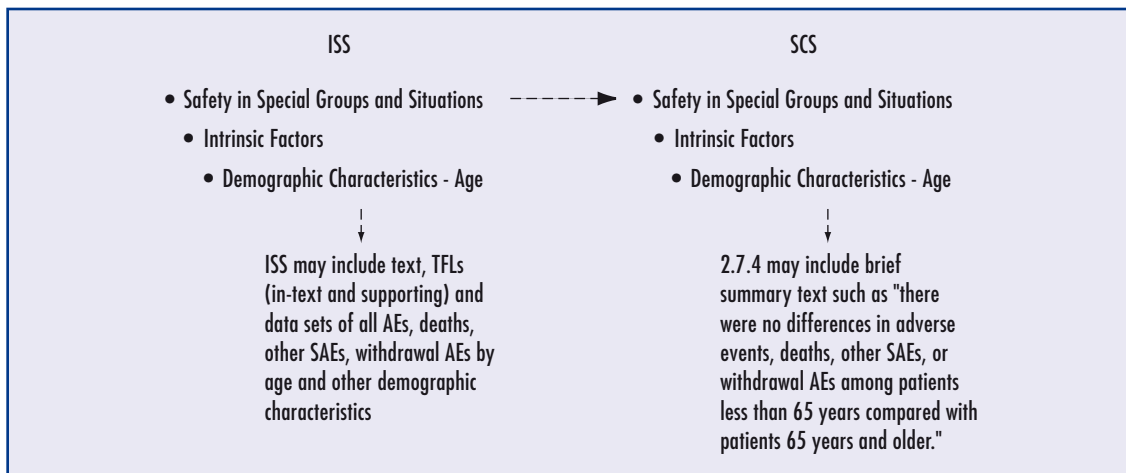 ISS
• Safety in Special Groups and Situations
• Intrinsic Factors
• Demographic Characteristics - Age
ISS may include text, TFLs
(in-text and supporting) and
data sets of all AEs, deaths,
other SAEs, withdrawal AEs by
age and other demographic
characteristics
SCS
• Safety in Special Groups and Situations
• Intrinsic Factors
• Demographic Characteristics - Age
2.7.4 may include brief
summary text such as "there
were no differences in adverse
events, deaths, other SAEs, or
withdrawal AEs among patients
less than 65 years compared with
patients 65 years and older."